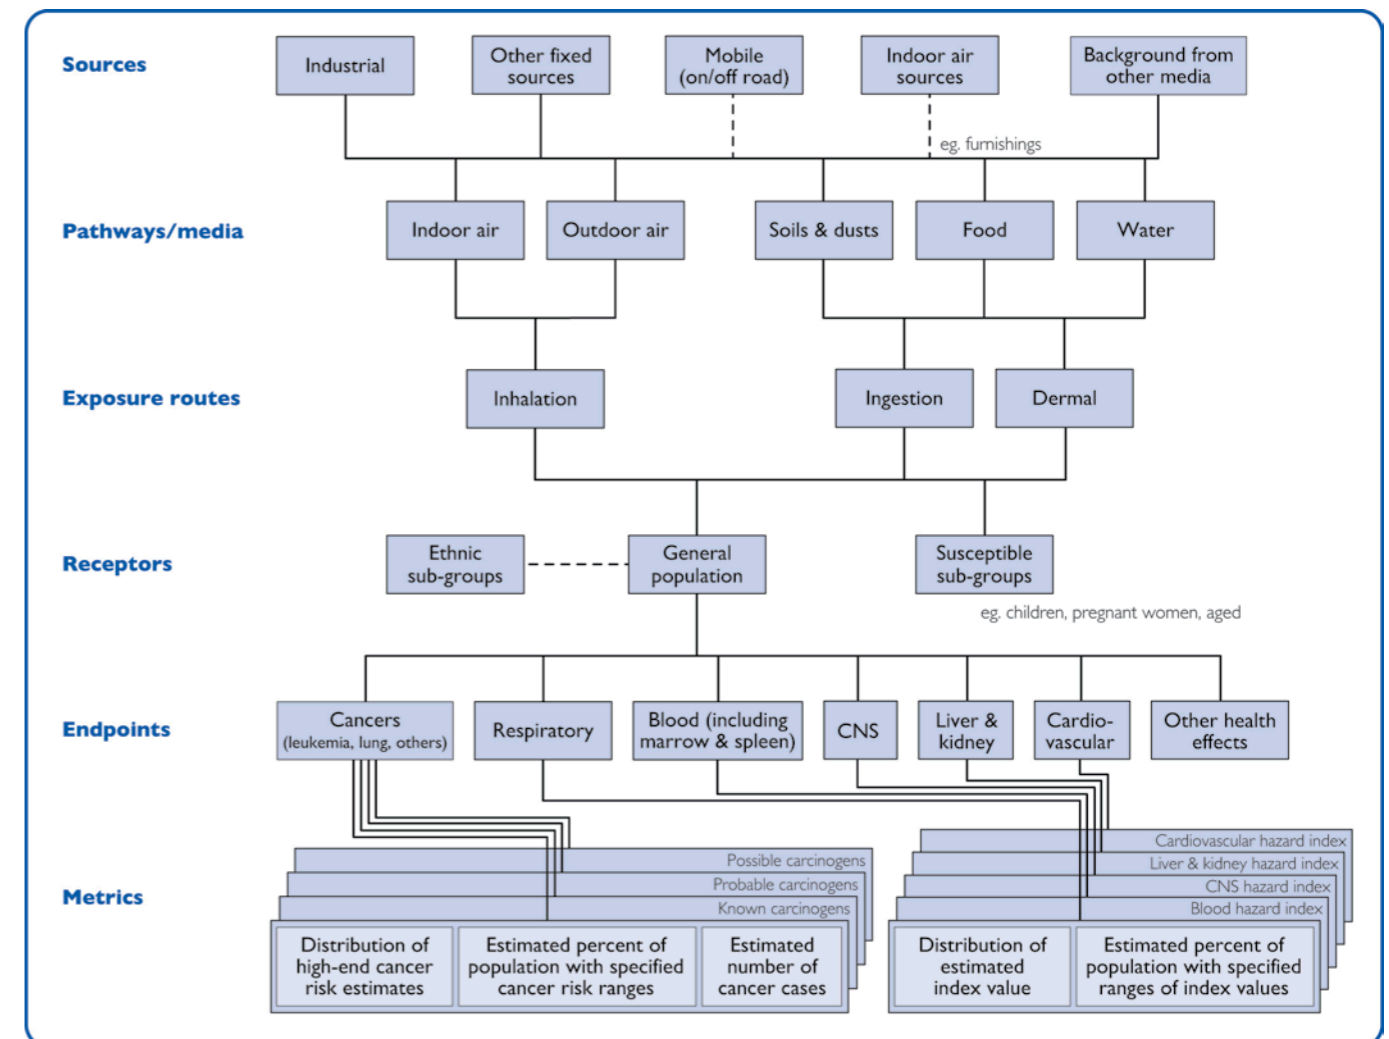 Sources
Industrial
Other fixed
sources
Mobile
(on/off road)
Indoor air
sources
Background from
other media
eg. furnishings
Pathways/media
Indoor air
Outdoor air
Soils & dusts
Food
Water
Exposure routes
Inhalation
Ingestion
Dermal
Receptors
Ethnic
sub-groups
General
population
Susceptible
sub-groups
eg. children, pregnant women, aged
Endpoints
Cancers
(leukemia, lung, others)
Respiratory
Blood (including
marrow & spleen)
CNS
Liver &
kidney
Cardio-
vascular
Other health
effects
Metrics
Possible carcinogens
Probable carcinogens
Known carcinogens
Distribution of
high-end cancer
risk estimates
Estimated percent of
population with specified
cancer risk ranges
Estimated
number of
cancer cases
Cardiovascular hazard index
Liver & kidney hazard index
CNS hazard index
Blood hazard index
Distribution of
estimated
index value
Estimated percent of
population with specified
ranges of index values